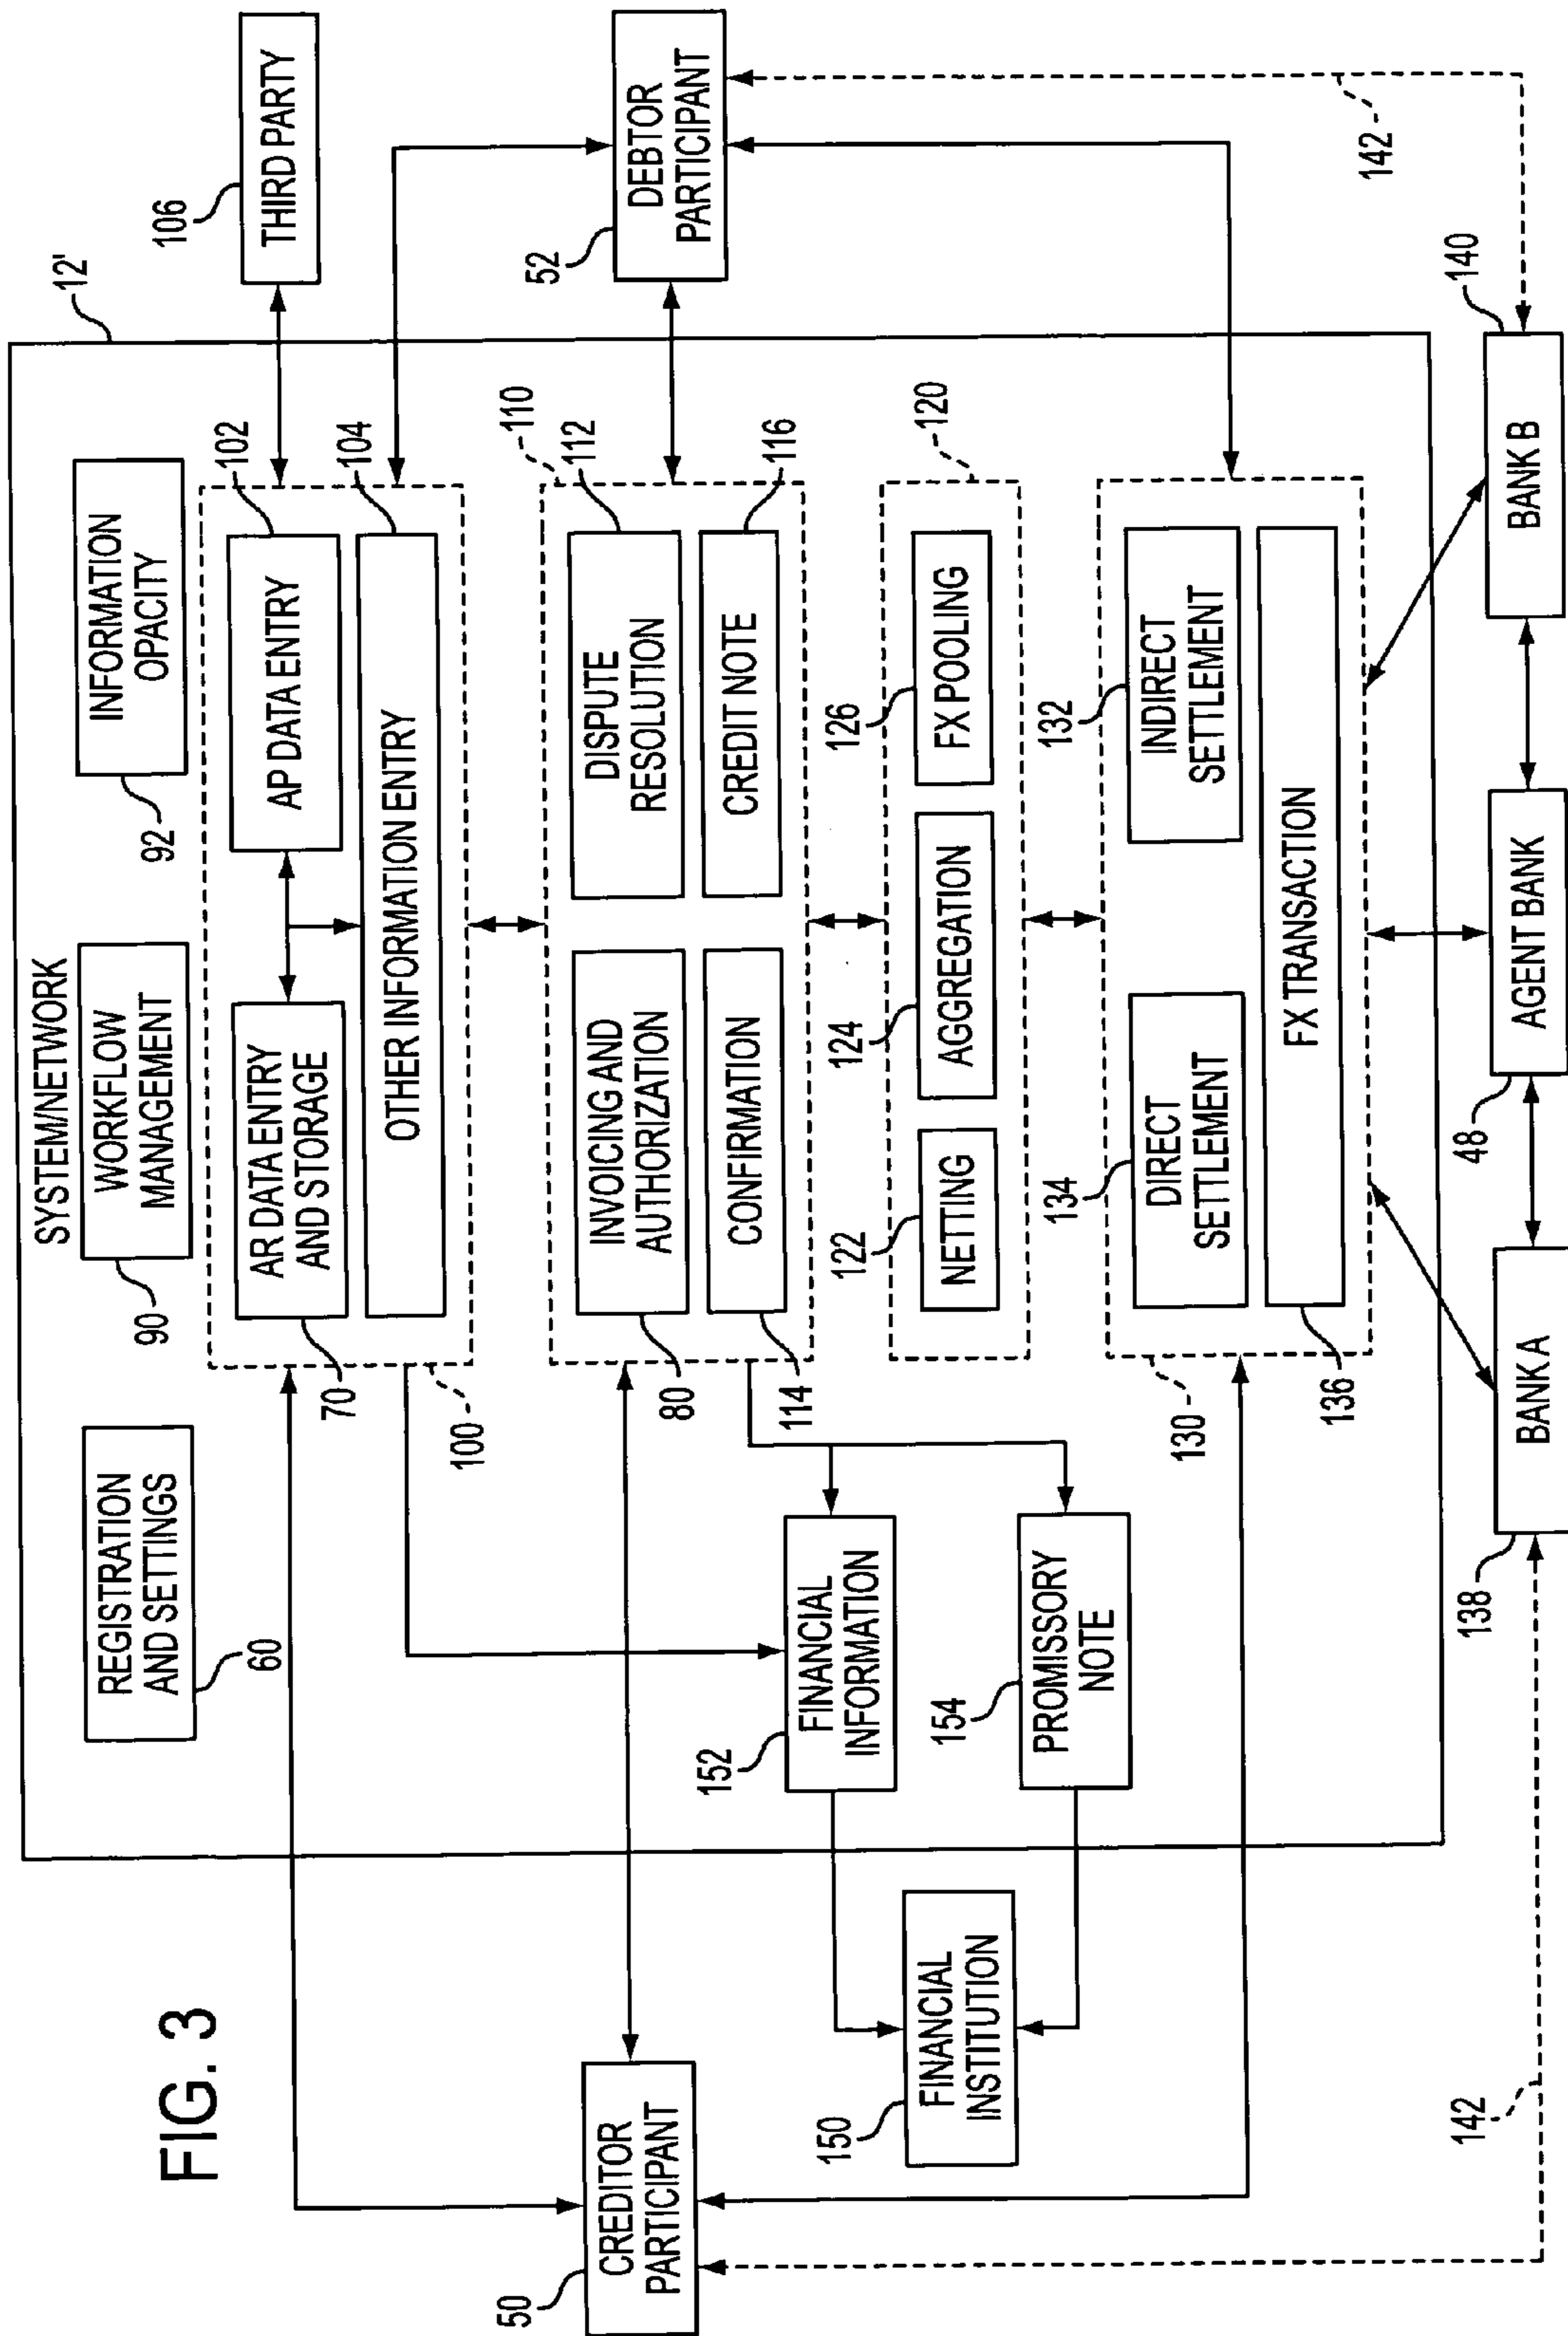 FIG. 3
SYSTEM/NETWORK
12'
REGISTRATION
AND SETTINGS
60
WORKFLOW
MANAGEMENT
90
INFORMATION
OPACITY
92
THIRD PARTY
106
AR DATA ENTRY
AND STORAGE
70
AP DATA ENTRY
102
OTHER INFORMATION ENTRY
104
100
CREDITOR
PARTICIPANT
50
DEBTOR
PARTICIPANT
52
110
INVOICING AND
AUTHORIZATION
80
DISPUTE
RESOLUTION
112
CONFIRMATION
114
CREDIT NOTE
116
FINANCIAL
INFORMATION
152
PROMISSORY
NOTE
154
FINANCIAL
INSTITUTION
150
120
NETTING
122
AGGREGATION
124
FX POOLING
126
130
DIRECT
SETTLEMENT
134
INDIRECT
SETTLEMENT
132
FX TRANSACTION
136
BANK A
138
AGENT BANK
48
BANK B
140
142
142